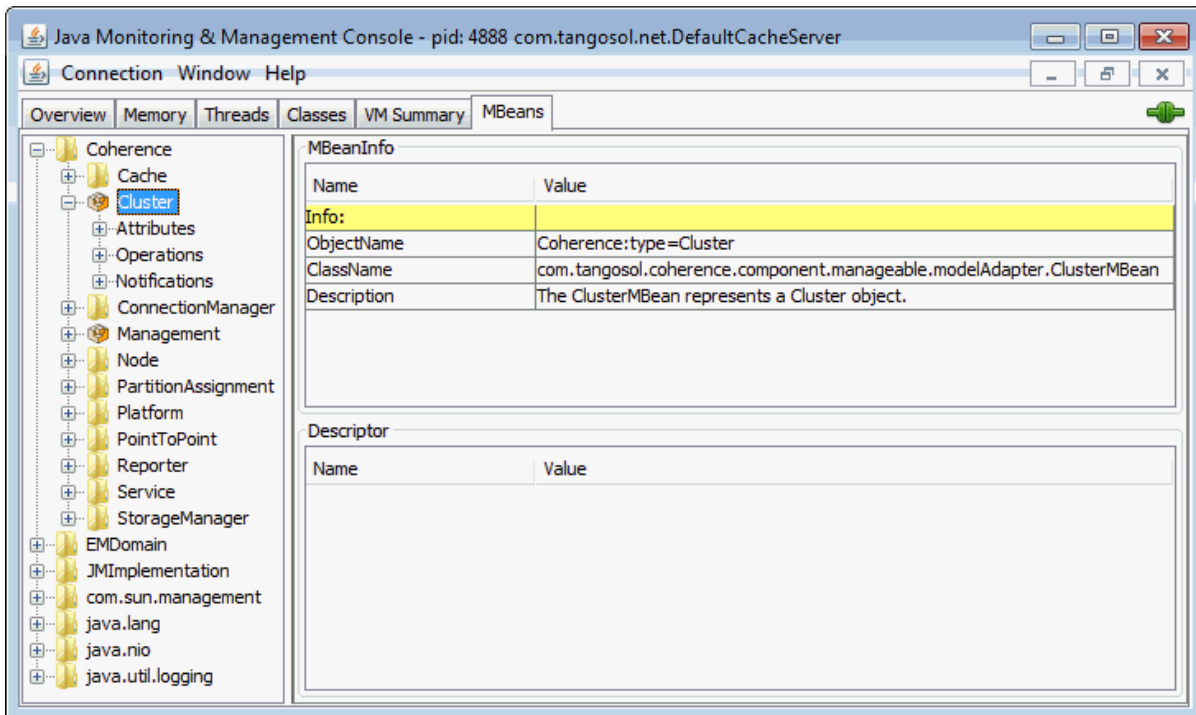 Java Monitoring & Management Console - pid: 4888 com.tangosol.net.DefaultCacheServer
Connection Window Help
Overview Memory Threads Classes VM Summary MBeans
Coherence
Cache
Cluster
Attributes
Operations
Notifications
ConnectionManager
Management
Node
PartitionAssignment
Platform
PointToPoint
Reporter
Service
StorageManager
EMDomain
JMImplementation
com.sun.management
java.lang
java.nio
java.util.logging
MBeanInfo
Name Value
Info:
ObjectName Coherence:type=Cluster
ClassName com.tangosol.coherence.component.manageable.modelAdapter.ClusterMBean
Description The ClusterMBean represents a Cluster object.
Descriptor
Name Value